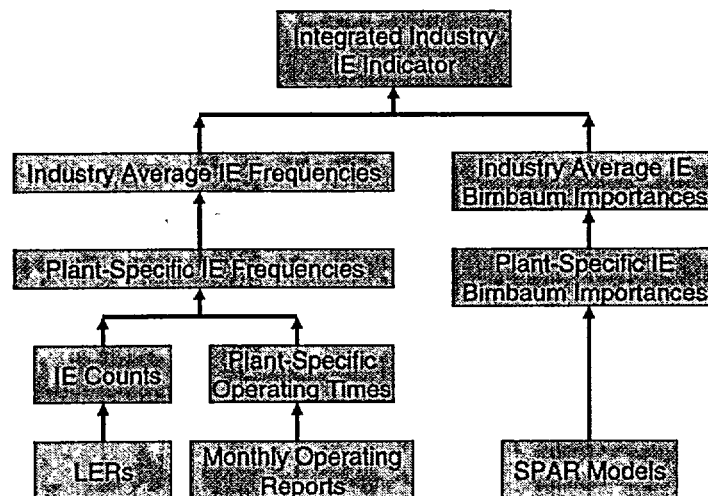 Integrated Industry
IE Indicator
Industry Average IE Frequencies
Industry Average IE
Birnbaum Importances
Plant-Specific IE Frequencies
Plant-Specific IE
Birnbaum Importances
IE Counts
Plant-Specific
Operating Times
LERs
Monthly Operating
Reports
SPAR Models